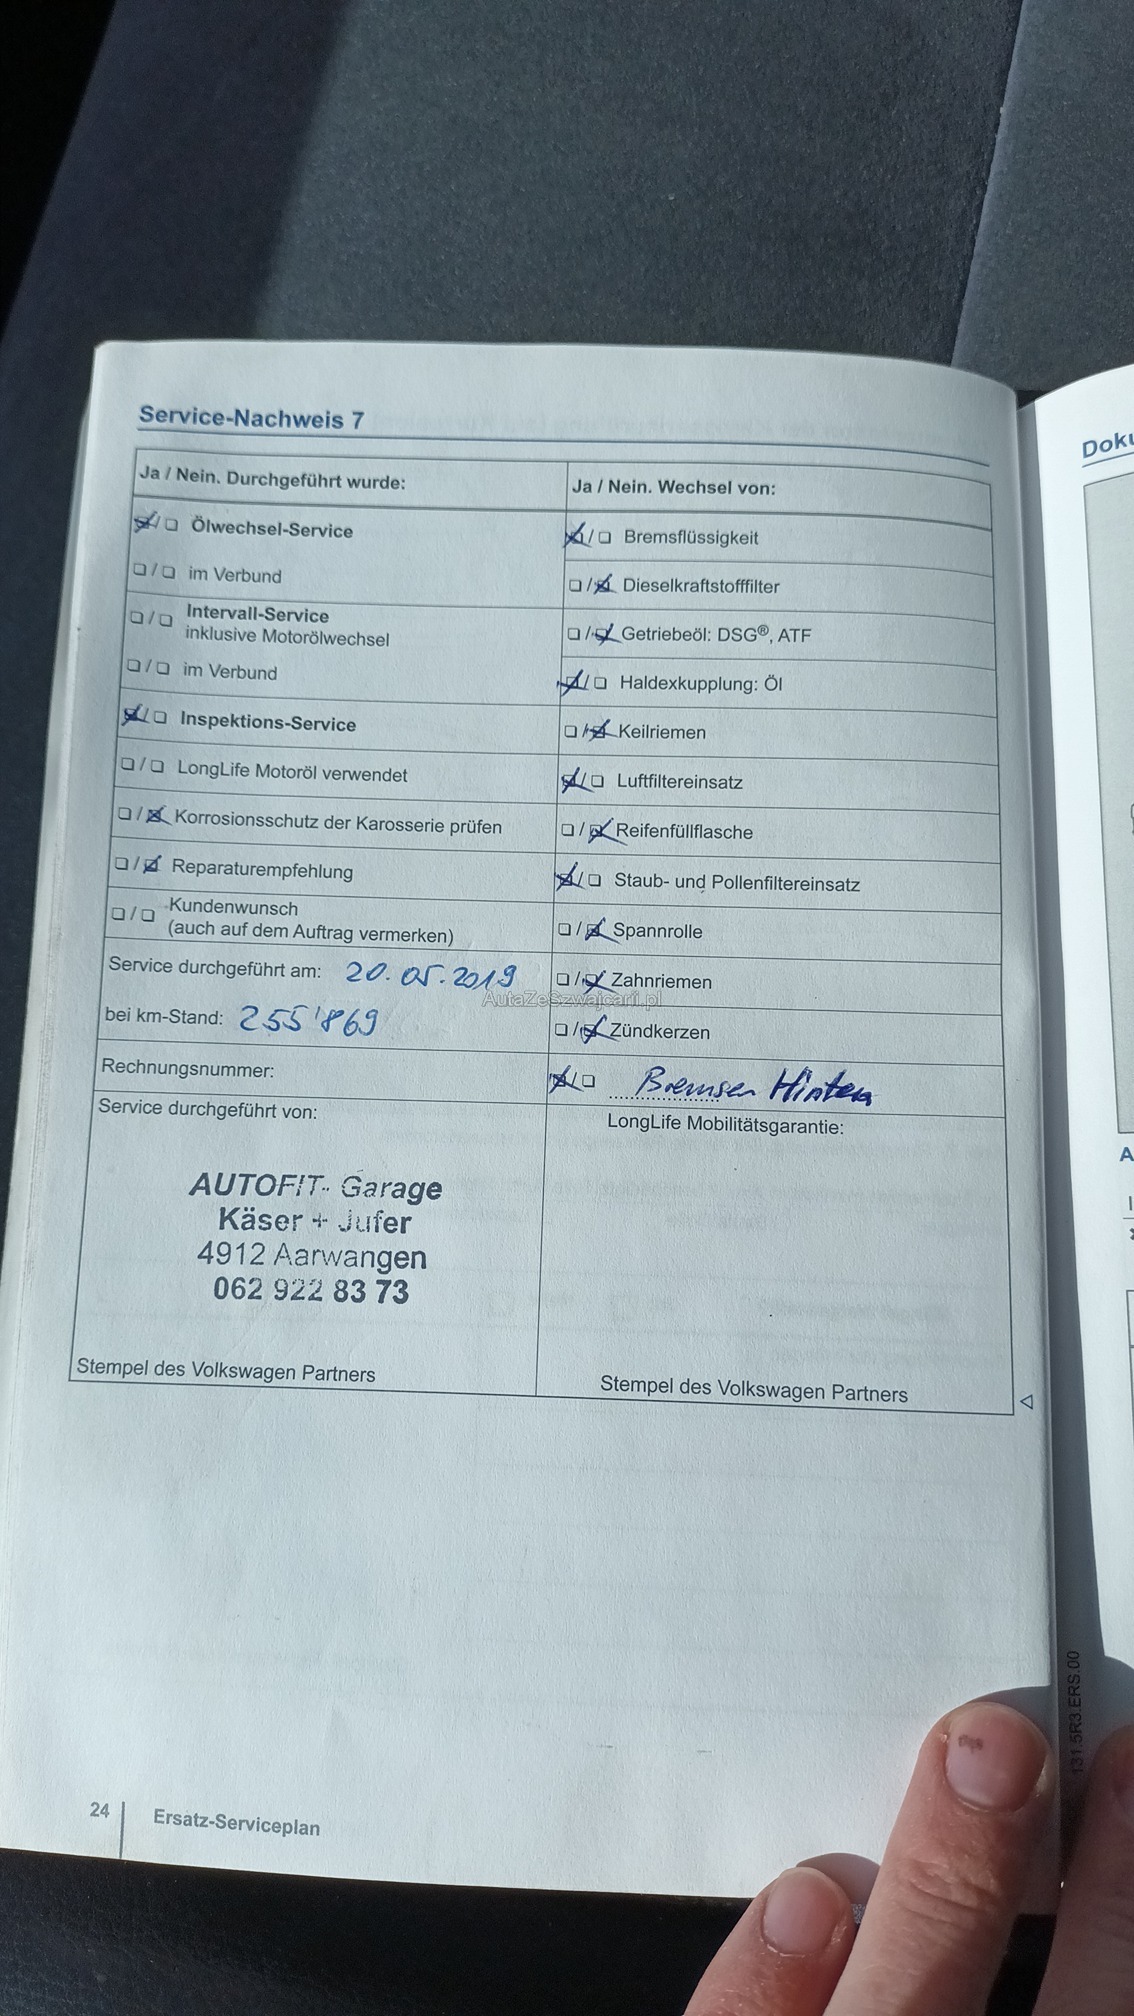 Service-Nachweis 7
Doku
Ja / Nein. Durchgeführt wurde:
Ölwechsel-Service
im Verbund
Intervall-Service
inklusive Motorölwechsel
im Verbund
Inspektions-Service
LongLife Motoröl verwendet
Korrosionsschutz der Karosserie prüfen
Reparaturempfehlung
Kundenwunsch
(auch auf dem Auftrag vermerken)
Service durchgeführt am: 20.05.2019
bei km-Stand: 255'869
Rechnungsnummer:
Service durchgeführt von:
AUTOFIT- Garage
Käser + Jufer
4912 Aarwangen
062 922 83 73
Stempel des Volkswagen Partners
Ja / Nein. Wechsel von:
Bremsflüssigkeit
Dieselkraftstofffilter
Getriebeöl: DSG®, ATF
Haldexkupplung: Öl
Keilriemen
Luftfiltereinsatz
Reifenfüllflasche
Staub- und Pollenfiltereinsatz
Spannrolle
Zahnriemen
Zündkerzen
Bremsen Hinten
LongLife Mobilitätsgarantie:
Stempel des Volkswagen Partners
AutaZeSzwajcarii.pl
131.5R3.ERS.00
24 Ersatz-Serviceplan